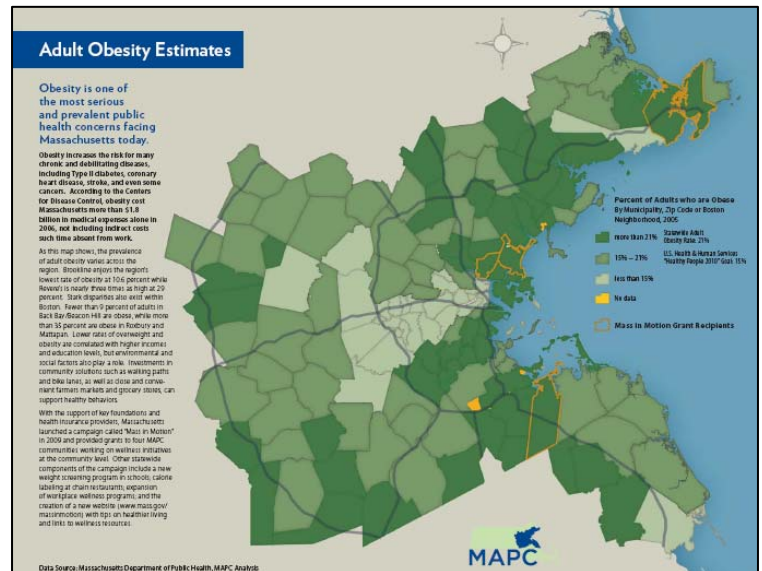 Adult Obesity Estimates
Obesity is one of
the most serious
and prevalent public
health concerns facing
Massachusetts today.
Obesity increases the risk for many
chronic and debilitating diseases,
including Type II diabetes, coronary
heart disease, stroke, and even some
cancers. According to the Centers
for Disease Control, obesity cost
Massachusetts more than $1.8
billion in medical expenses alone in
2006, not including indirect costs
such time absent from work.
As this map shows, the prevalence
of adult obesity varies across the
region. Brookline enjoys the region's
lowest rate of obesity at 10.6 percent while
Revere's is nearly three times as high at 29
percent. Stark disparities also exist within
Boston. Fewer than 9 percent of adults in
Back Bay/Beacon Hill are obese, while more
than 35 percent are obese in Roxbury and
Mattapan. Lower rates of overweight and
obesity are correlated with higher incomes
and education levels, but environmental and
social factors also play a role. Investments in
community solutions such as walking paths
and bike lanes, as well as close and conve-
nient farmers markets and grocery stores, can
support healthy behaviors.
With the support of key foundations and
health insurance providers, Massachusetts
launched a campaign called "Mass in Motion"
in 2009 and provided grants to four MAPC
communities working on wellness initiatives
at the community level. Other statewide
components of the campaign include a new
weight screening program in schools; calorie
labeling at chain restaurants; expansion
of workplace wellness programs; and the
creation of a new website (www.mass.gov/
massinmotion) with tips on healthier living
and links to wellness resources.
Data Source: Massachusetts Department of Public Health, MAPC Analysis
Percent of Adults who are Obese
By Municipality, Zip Code or Boston
Neighborhood, 2005
more than 21%
Statewide Adult
Obesity Rate: 21%
15% – 21%
U.S. Health & Human Services
"Healthy People 2010" Goal: 15%
less than 15%
No data
Mass in Motion Grant Recipients
MAPC